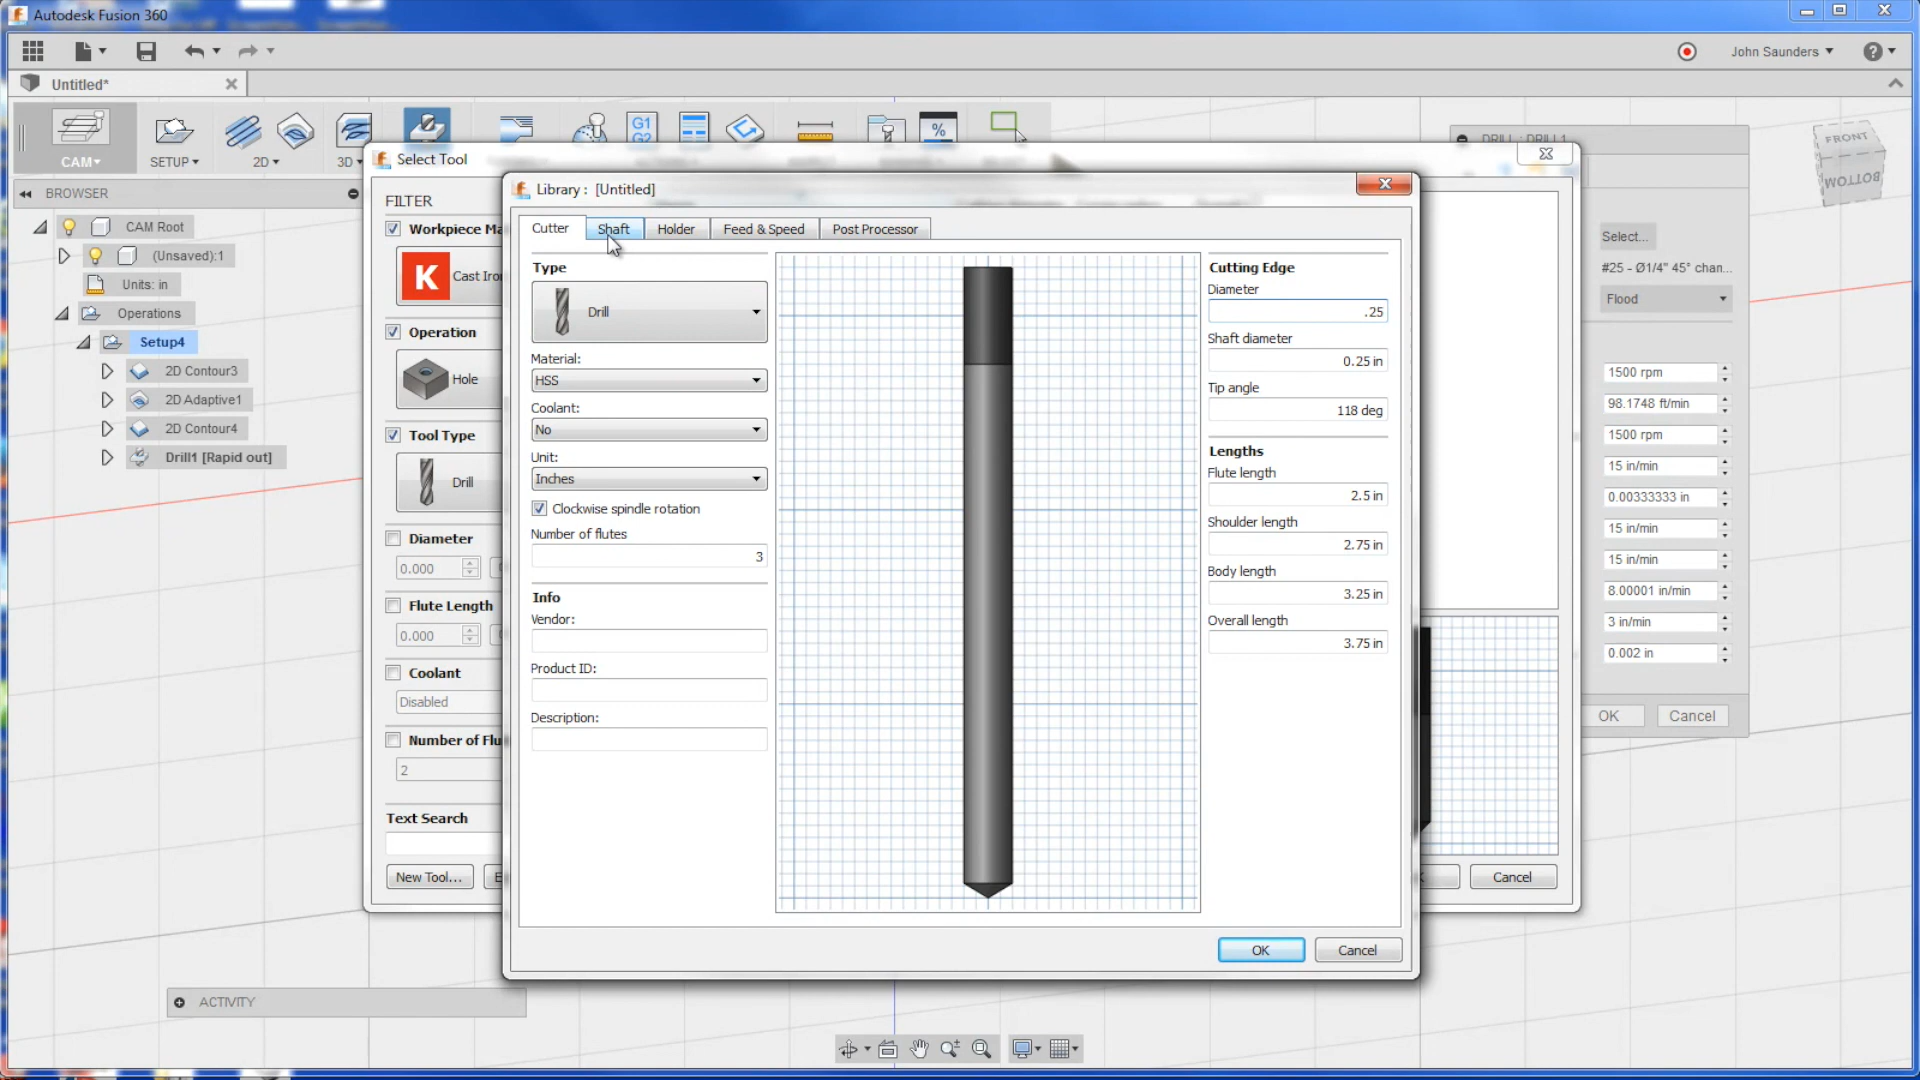 Autodesk Fusion 360
John Saunders
Untitled*
CAM
SETUP
2D
3D
G1
G2
%
DRILL : DRILL1
FRONT
BOTTOM
BROWSER
CAM Root
(Unsaved):1
Units: in
Operations
Setup4
2D Contour3
2D Adaptive1
2D Contour4
Drill1 [Rapid out]
Select Tool
FILTER
Workpiece Ma
K
Cast Iron
Operation
Hole
Tool Type
Drill
Diameter
0.000
Flute Length
0.000
Coolant
Disabled
Number of Flu
2
Text Search
New Tool...
Cancel
Library : [Untitled]
Cutter
Shaft
Holder
Feed & Speed
Post Processor
Type
Drill
Material:
HSS
Coolant:
No
Unit:
Inches
Clockwise spindle rotation
Number of flutes
3
Info
Vendor:
Product ID:
Description:
Cutting Edge
Diameter
.25
Shaft diameter
0.25 in
Tip angle
118 deg
Lengths
Flute length
2.5 in
Shoulder length
2.75 in
Body length
3.25 in
Overall length
3.75 in
OK
Cancel
Select...
#25 - Ø1/4" 45° cham...
Flood
1500 rpm
98.1748 ft/min
1500 rpm
15 in/min
0.00333333 in
15 in/min
15 in/min
8.00001 in/min
3 in/min
0.002 in
OK
Cancel
ACTIVITY